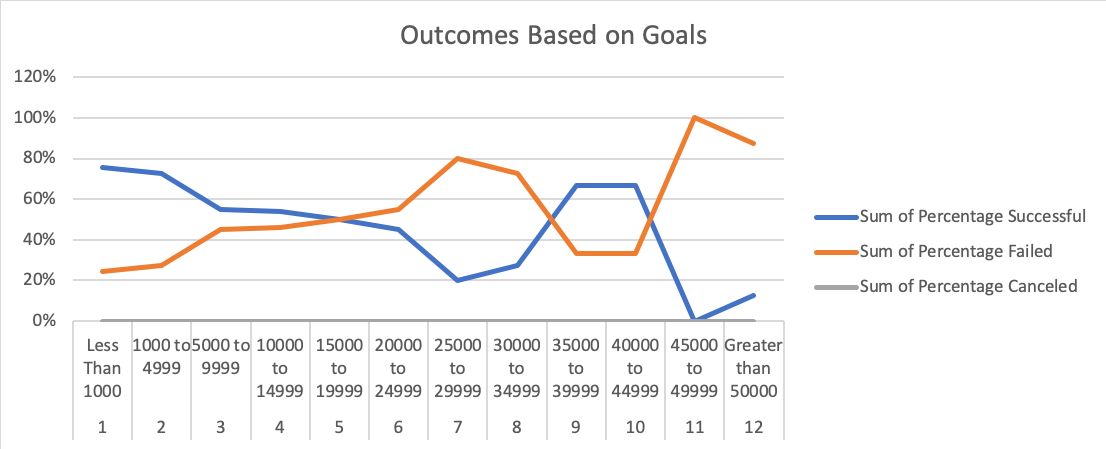 Outcomes Based on Goals
120%
100%
80%
60%
40%
20%
0%
Less Than 1000
1000 to 4999
5000 to 9999
10000 to 14999
15000 to 19999
20000 to 24999
25000 to 29999
30000 to 34999
35000 to 39999
40000 to 44999
45000 to 49999
Greater than 50000
1 2 3 4 5 6 7 8 9 10 11 12
Sum of Percentage Successful
Sum of Percentage Failed
Sum of Percentage Canceled